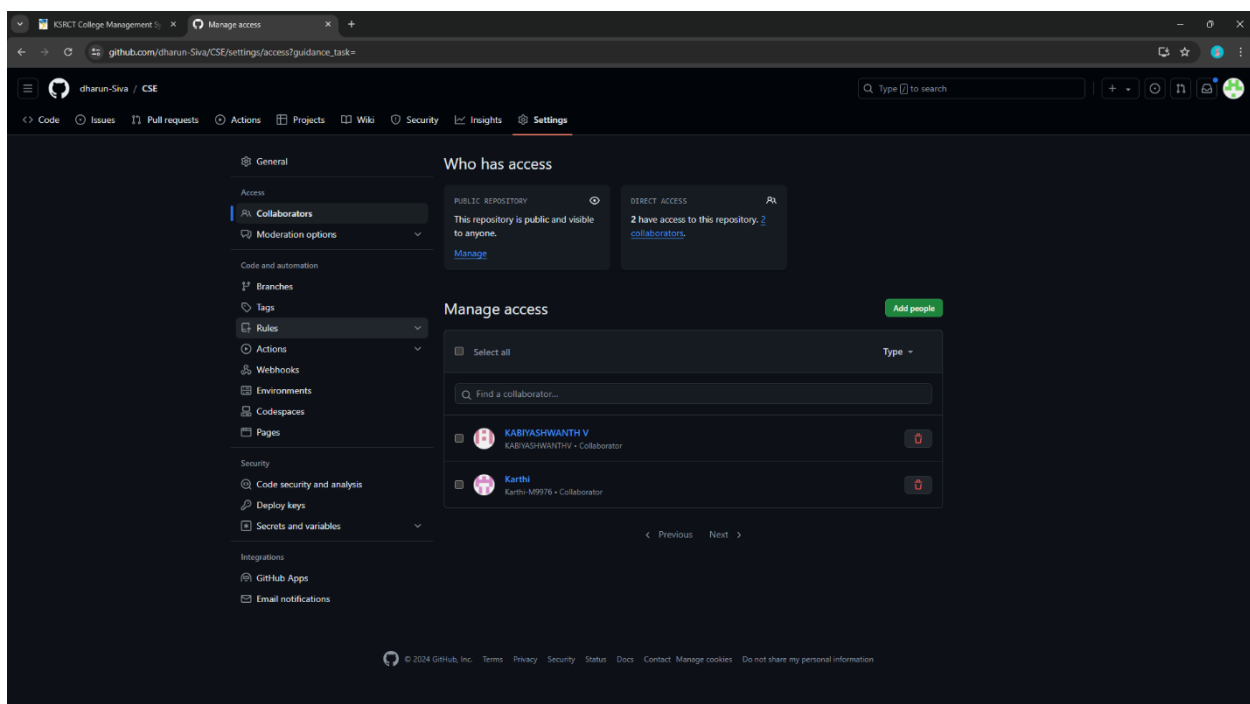 KSRCT College Management S
Manage access
github.com/dharun-Siva/CSE/settings/access?guidance_task=
dharun-Siva / CSE
Type / to search
Code Issues Pull requests Actions Projects Wiki Security Insights Settings
General
Access
Collaborators
Moderation options
Code and automation
Branches
Tags
Rules
Actions
Webhooks
Environments
Codespaces
Pages
Security
Code security and analysis
Deploy keys
Secrets and variables
Integrations
GitHub Apps
Email notifications
Who has access
PUBLIC REPOSITORY
This repository is public and visible
to anyone.
Manage
DIRECT ACCESS
2 have access to this repository. 2
collaborators.
Manage access
Add people
Select all
Type
Find a collaborator...
KABIYASHWANTH V
KABIYASHWANTHV • Collaborator
Karthi
Karthi-M9976 • Collaborator
Previous Next
© 2024 GitHub, Inc. Terms Privacy Security Status Docs Contact Manage cookies Do not share my personal information